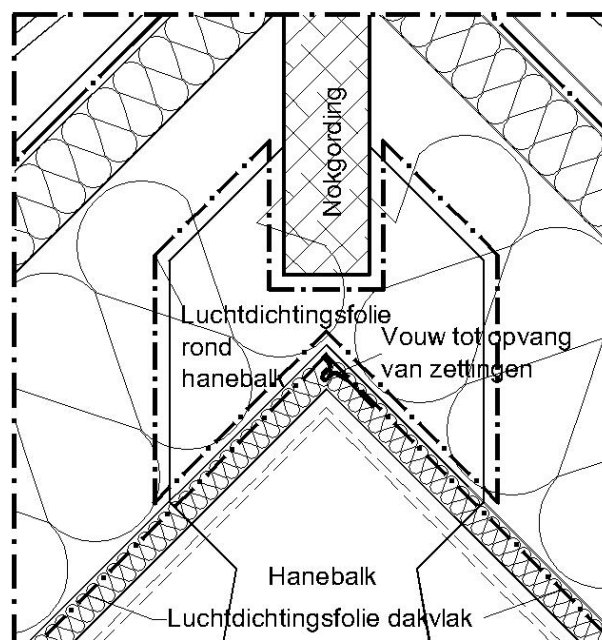 Nokgording
Luchtdichtingsfolie
rond
hanebalk
Vouw tot opvang
van zettingen
Hanebalk
Luchtdichtingsfolie dakvlak